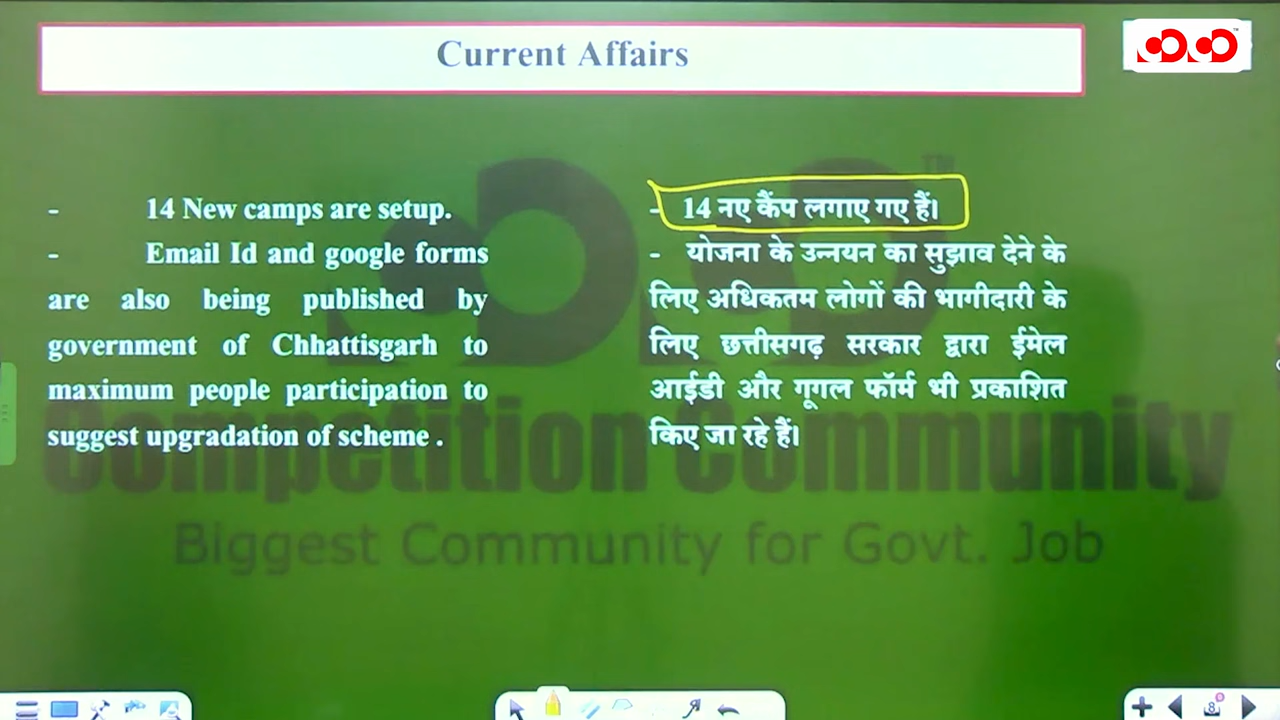 Current Affairs
- 14 New camps are setup.
- Email Id and google forms
are also being published by
government of Chhattisgarh to
maximum people participation to
suggest upgradation of scheme .
- 14 नए कैंप लगाए गए हैं।
- योजना के उन्नयन का सुझाव देने के
लिए अधिकतम लोगों की भागीदारी के
लिए छत्तीसगढ़ सरकार द्वारा ईमेल
आईडी और गूगल फॉर्म भी प्रकाशित
किए जा रहे हैं।
Competition Community
Biggest Community for Govt. Job
TM
8